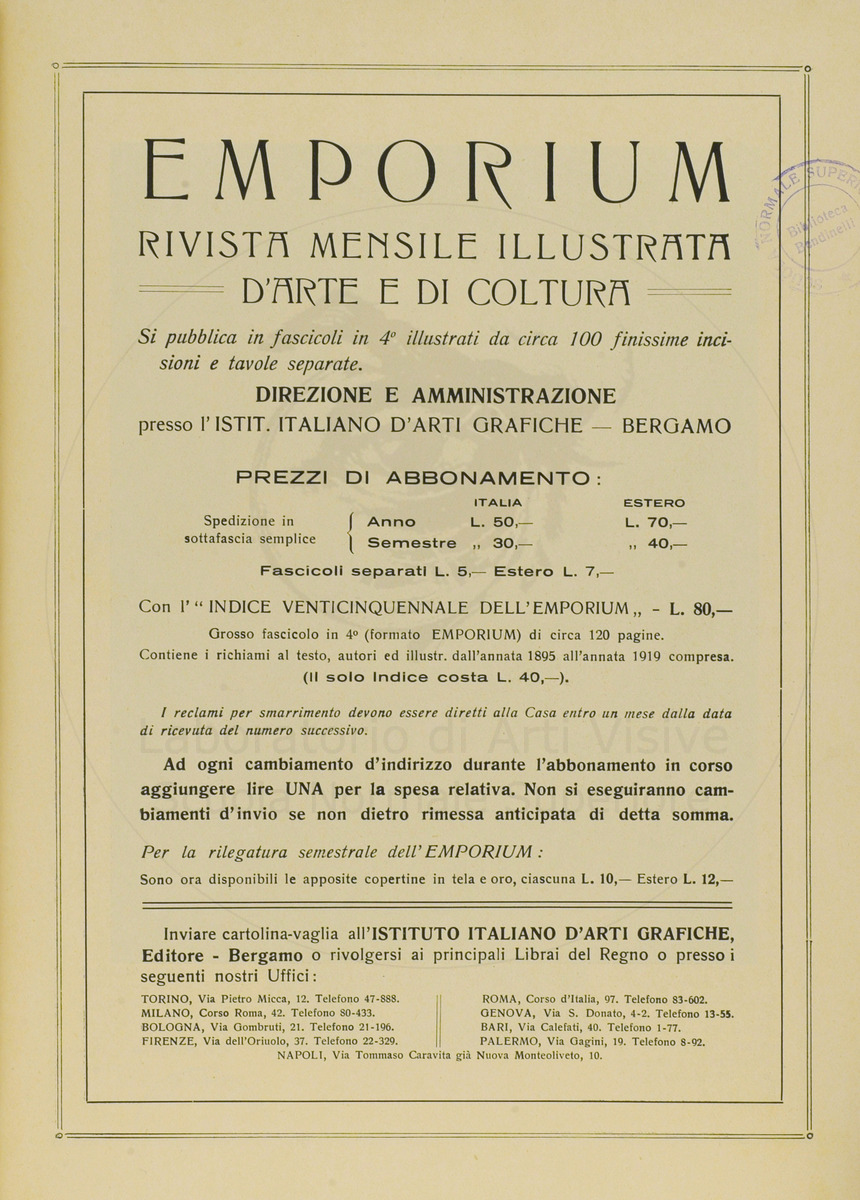 EMPORIUM
RIVISTA MENSILE ILLUSTRATA
D'ARTE E DI COLTURA
NORMALE SUPER
Biblioteca
Bandinelli
Si pubblica in fascicoli in 4º illustrati da circa 100 finissime inci-
sioni e tavole separate.
DIREZIONE E AMMINISTRAZIONE
presso l'ISTIT. ITALIANO D'ARTI GRAFICHE — BERGAMO
PREZZI DI ABBONAMENTO:
ITALIA ESTERO
Spedizione in Anno L. 50,— L. 70,—
sottafascia semplice Semestre „ 30,— „ 40,—
Fascicoli separati L. 5,— Estero L. 7,—
Con l'“ INDICE VENTICINQUENNALE DELL'EMPORIUM„ - L. 80,—
Grosso fascicolo in 4º (formato EMPORIUM) di circa 120 pagine.
Contiene i richiami al testo, autori ed illustr. dall'annata 1895 all'annata 1919 compresa.
(Il solo Indice costa L. 40,—).
I reclami per smarrimento devono essere diretti alla Casa entro un mese dalla data
di ricevuta del numero successivo.
Ad ogni cambiamento d'indirizzo durante l'abbonamento in corso
aggiungere lire UNA per la spesa relativa. Non si eseguiranno cam-
biamenti d'invio se non dietro rimessa anticipata di detta somma.
Per la rilegatura semestrale dell'EMPORIUM:
Sono ora disponibili le apposite copertine in tela e oro, ciascuna L. 10,— Estero L. 12,—
Inviare cartolina-vaglia all'ISTITUTO ITALIANO D'ARTI GRAFICHE,
Editore - Bergamo o rivolgersi ai principali Librai del Regno o presso i
seguenti nostri Uffici:
TORINO, Via Pietro Micca, 12. Telefono 47-888.
MILANO, Corso Roma, 42. Telefono 80-433.
BOLOGNA, Via Gombruti, 21. Telefono 21-196.
FIRENZE, Via dell'Oriuolo, 37. Telefono 22-329.
ROMA, Corso d'Italia, 97. Telefono 83-602.
GENOVA, Via S. Donato, 4-2. Telefono 13-55.
BARI, Via Calefati, 40. Telefono 1-77.
PALERMO, Via Gagini, 19. Telefono 8-92.
NAPOLI, Via Tommaso Caravita già Nuova Monteoliveto, 10.